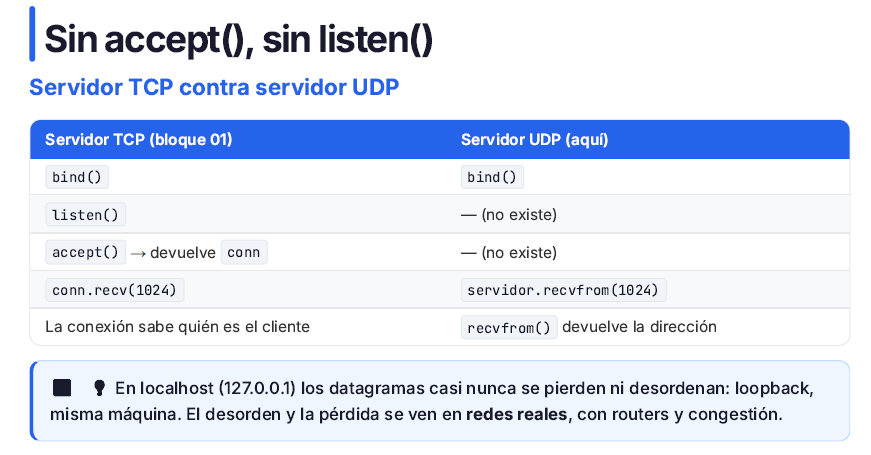 Sin accept(), sin listen()
Servidor TCP contra servidor UDP
Servidor TCP (bloque 01) Servidor UDP (aquí)
bind() bind()
listen() — (no existe)
accept() → devuelve conn — (no existe)
conn.recv(1024) servidor.recvfrom(1024)
La conexión sabe quién es el cliente recvfrom() devuelve la dirección
En localhost (127.0.0.1) los datagramas casi nunca se pierden ni desordenan: loopback,
misma máquina. El desorden y la pérdida se ven en redes reales, con routers y congestión.